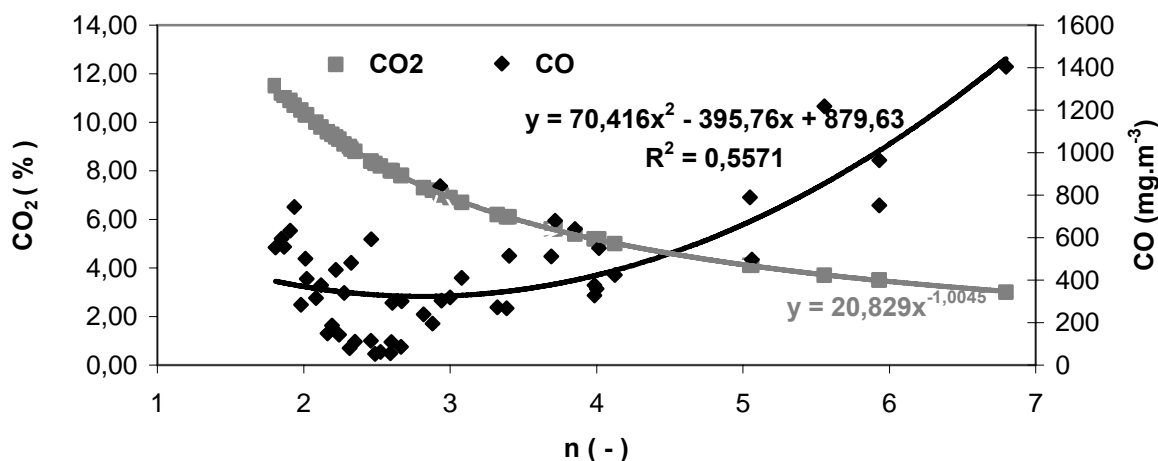 14,00
12,00
10,00
8,00
6,00
4,00
2,00
0,00
CO₂ ( % )
CO2
CO
y = 70,416x² - 395,76x + 879,63
R² = 0,5571
y = 20,829x⁻¹,⁰⁰⁴⁵
1600
1400
1200
1000
800
600
400
200
0
CO (mg.m⁻³)
1 2 3 4 5 6 7
n ( - )